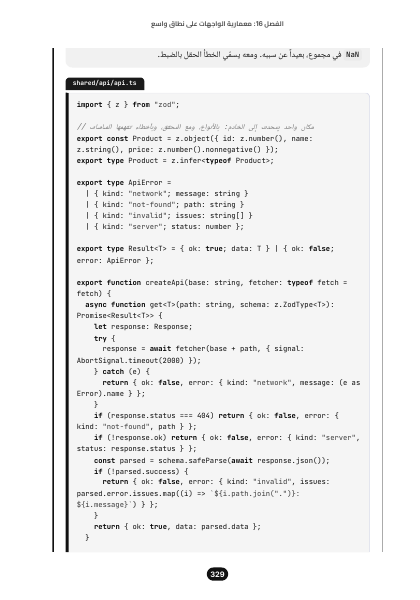 الفصل 16: معمارية الواجهات على نطاق واسع
NaN في مجموع، بعيداً عن سببه. ومعه يسمّي الخطأ الحقل بالضبط.
shared/api/api.ts
import { z } from "zod";
// مكان واحد يتحدث إلى الخادم: بالأنواع، ومع التحقق، وبأخطاء تفهمها الشاشات
export const Product = z.object({ id: z.number(), name:
z.string(), price: z.number().nonnegative() });
export type Product = z.infer<typeof Product>;
export type ApiError =
| { kind: "network"; message: string }
| { kind: "not-found"; path: string }
| { kind: "invalid"; issues: string[] }
| { kind: "server"; status: number };
export type Result<T> = { ok: true; data: T } | { ok: false;
error: ApiError };
export function createApi(base: string, fetcher: typeof fetch =
fetch) {
async function get<T>(path: string, schema: z.ZodType<T>):
Promise<Result<T>> {
let response: Response;
try {
response = await fetcher(base + path, { signal:
AbortSignal.timeout(2000) });
} catch (e) {
return { ok: false, error: { kind: "network", message: (e as
Error).name } };
}
if (response.status === 404) return { ok: false, error: {
kind: "not-found", path } };
if (!response.ok) return { ok: false, error: { kind: "server",
status: response.status } };
const parsed = schema.safeParse(await response.json());
if (!parsed.success) {
return { ok: false, error: { kind: "invalid", issues:
parsed.error.issues.map((i) => `${i.path.join(".")}:
${i.message}`) } };
}
return { ok: true, data: parsed.data };
}
329